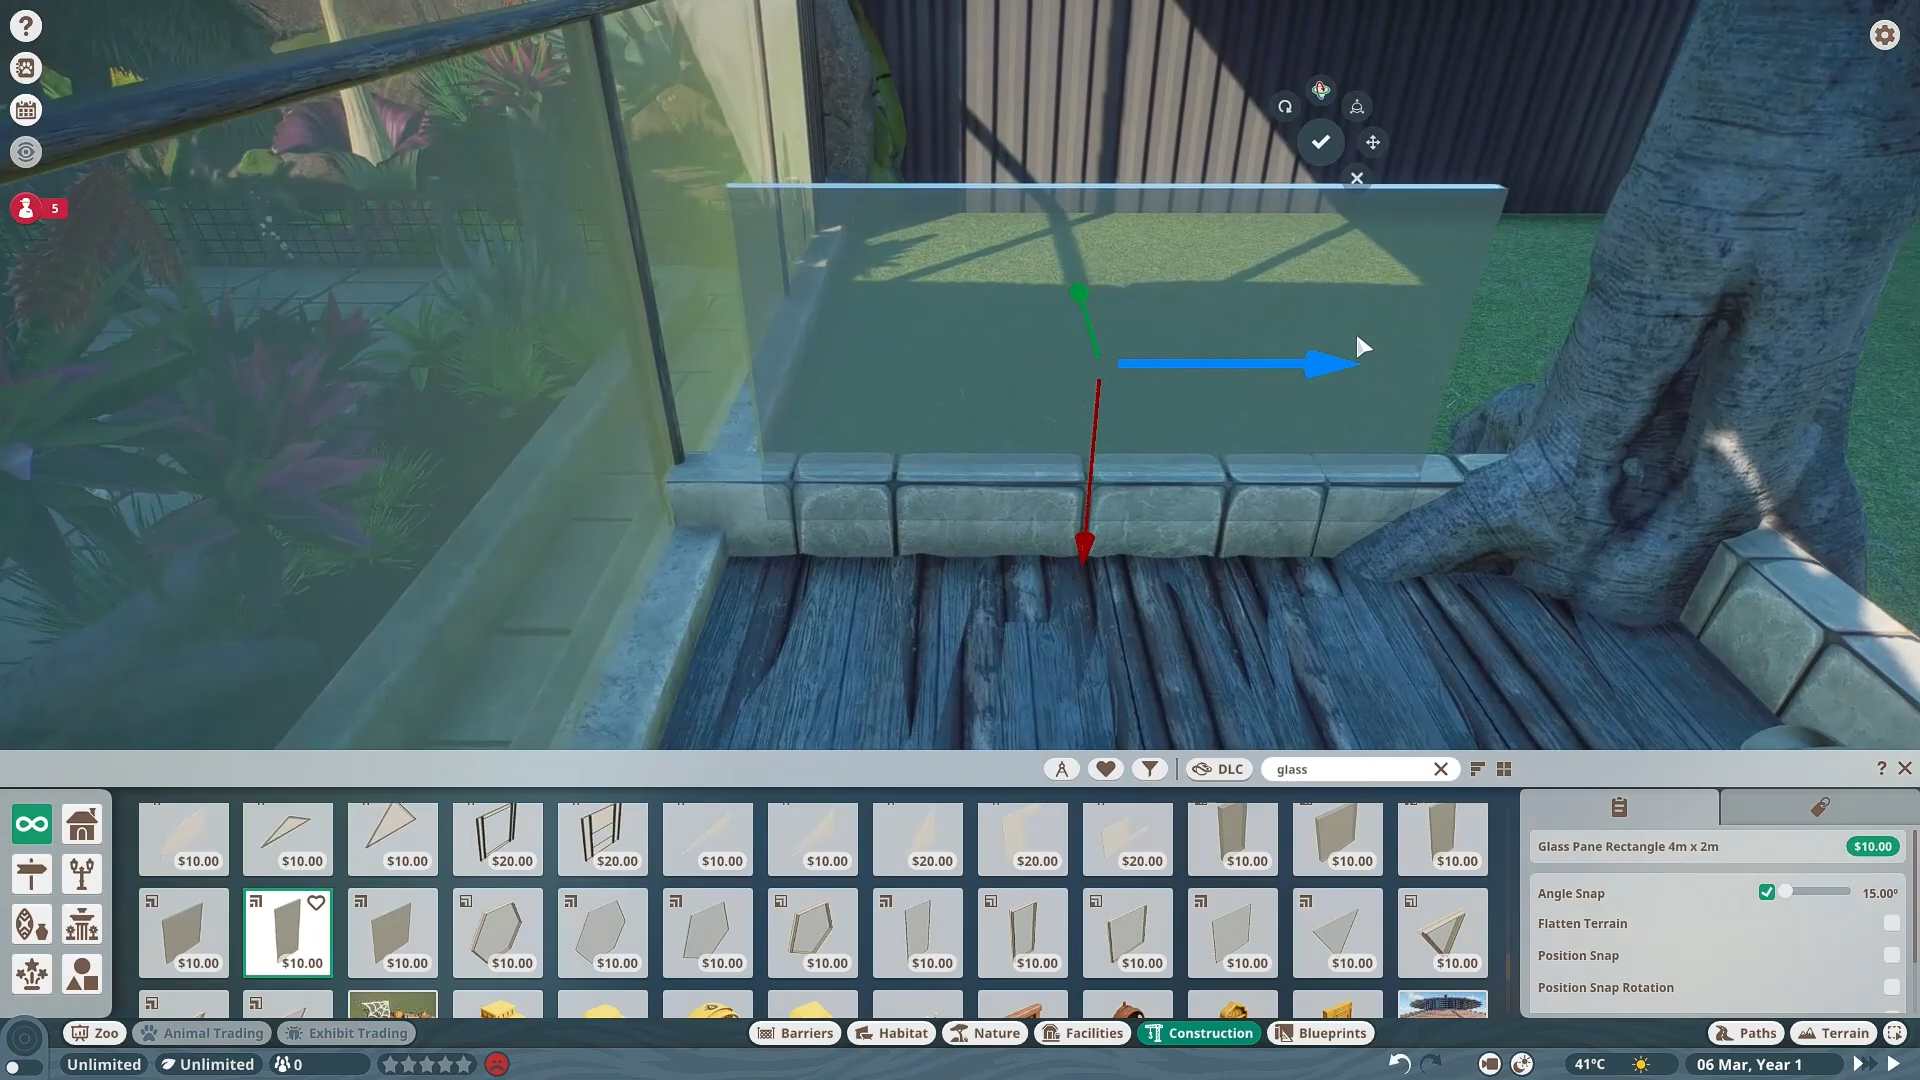 ?
5
DLC
glass
?
$10.00 $10.00 $10.00 $20.00 $20.00 $10.00 $10.00 $20.00 $20.00 $20.00 $10.00 $10.00 $10.00
$10.00 $10.00 $10.00 $10.00 $10.00 $10.00 $10.00 $10.00 $10.00 $10.00 $10.00 $10.00 $10.00
Glass Pane Rectangle 4m x 2m $10.00
Angle Snap 15.00°
Flatten Terrain
Position Snap
Position Snap Rotation
Zoo Animal Trading Exhibit Trading Barriers Habitat Nature Facilities Construction Blueprints Paths Terrain
Unlimited Unlimited 0 41°C 06 Mar, Year 1